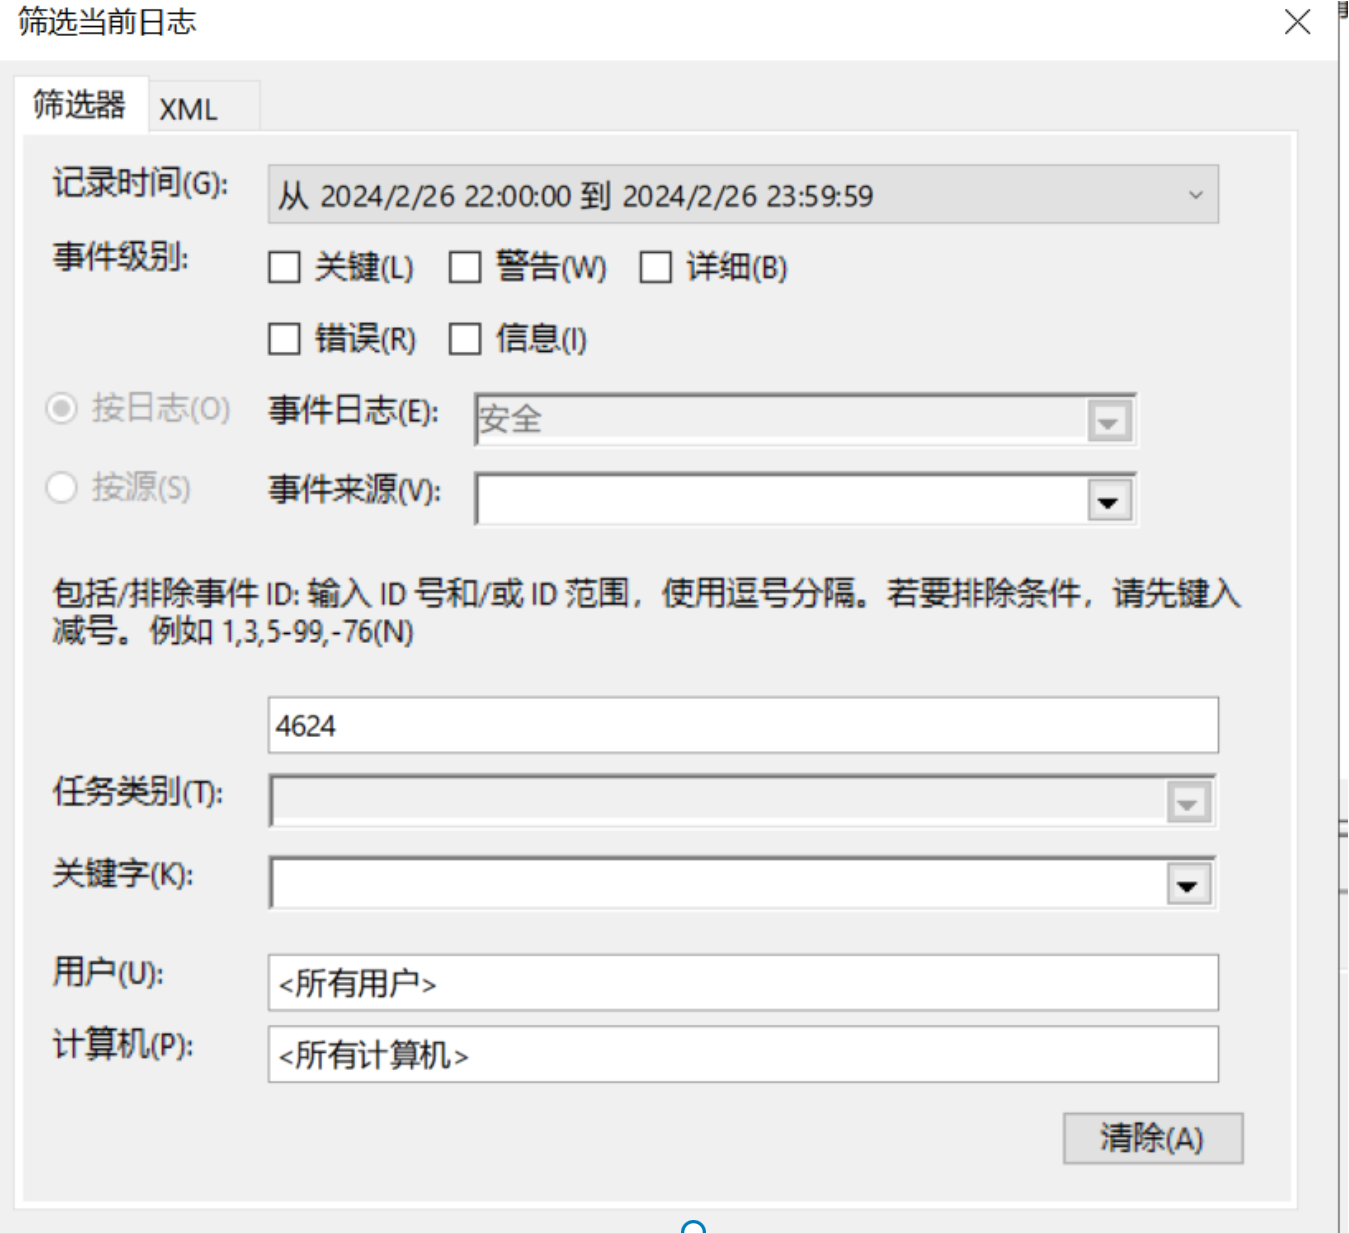 筛选当前日志
筛选器 XML
记录时间(G): 从 2024/2/26 22:00:00 到 2024/2/26 23:59:59
事件级别: 关键(L) 警告(W) 详细(B)
错误(R) 信息(I)
按日志(O) 事件日志(E): 安全
按源(S) 事件来源(V):
包括/排除事件 ID: 输入 ID 号和/或 ID 范围，使用逗号分隔。若要排除条件，请先键入
减号。例如 1,3,5-99,-76(N)
4624
任务类别(T):
关键字(K):
用户(U): <所有用户>
计算机(P): <所有计算机>
清除(A)